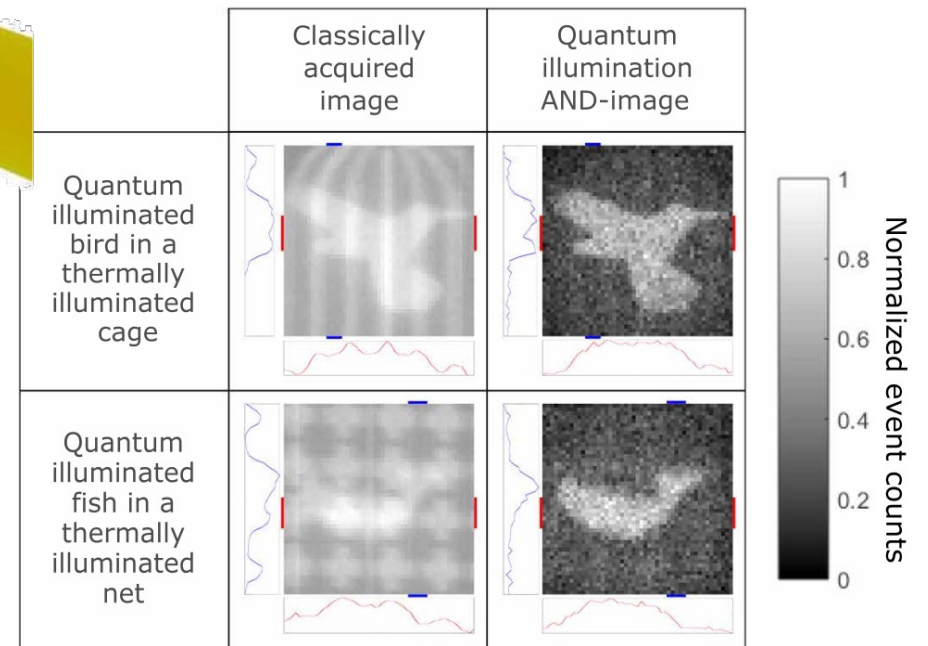 Classically
acquired
image
Quantum
illumination
AND-image
Quantum
illuminated
bird in a
thermally
illuminated
cage
Quantum
illuminated
fish in a
thermally
illuminated
net
1
0.8
0.6
0.4
0.2
0
Normalized event counts